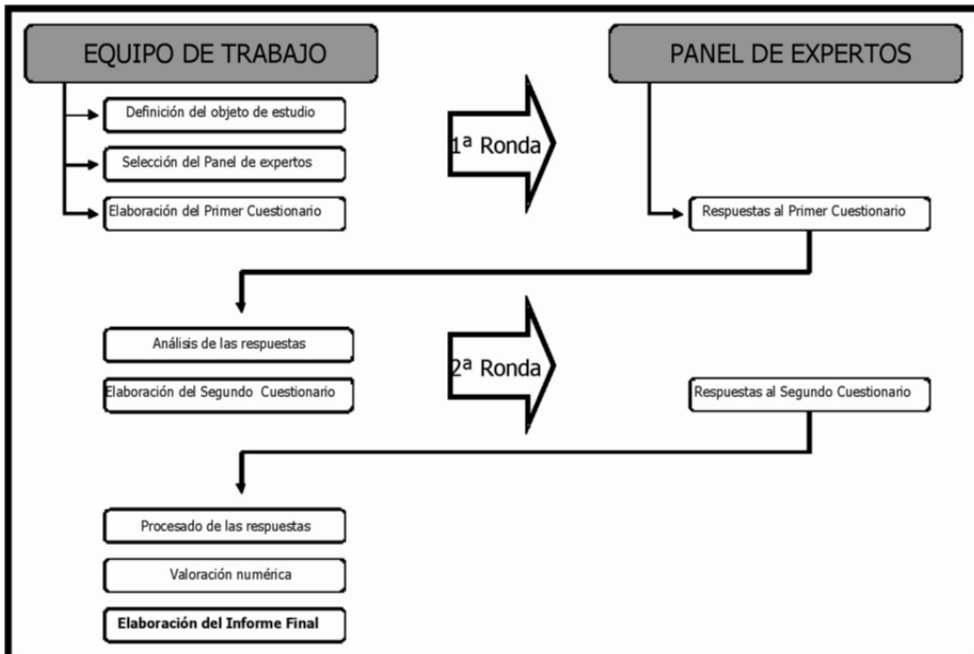 EQUIPO DE TRABAJO
PANEL DE EXPERTOS
Definición del objeto de estudio
Selección del Panel de expertos
Elaboración del Primer Cuestionario
1ª Ronda
Respuestas al Primer Cuestionario
Análisis de las respuestas
Elaboración del Segundo Cuestionario
2ª Ronda
Respuestas al Segundo Cuestionario
Procesado de las respuestas
Valoración numérica
Elaboración del Informe Final